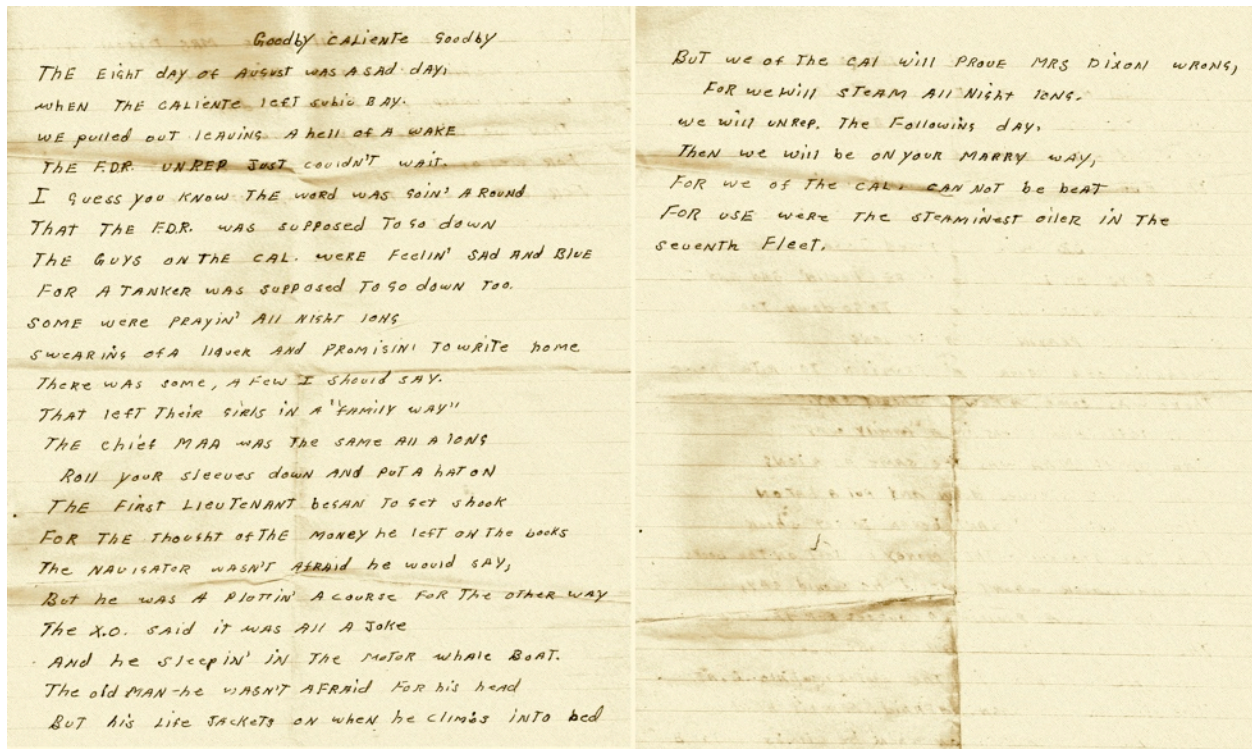 Goodby Caliente Goodby
The eight day of August was a sad day,
when the Caliente left subic Bay.
We pulled out leaving a hell of a wake
The F.D.R. unrep just couldn't wait.
I guess you know the word was goin' around
That the F.D.R. was supposed to go down
The guys on the Cal. were feelin' sad and blue
For a tanker was supposed to go down too.
Some were prayin' all night long
swearing of a liquer and promisin' to write home
There was some, a few I should say.
That left their girls in a "family way"
The chief MAA was the same all along
Roll your sleeves down and put a hat on
The First Lieutenant began to get shook
For the thought of the money he left on the books
The navigator wasn't afraid he would say,
But he was a plottin' a course for the other way
The X.O. said it was all a joke
And he sleepin' in the motor whale boat.
The old man - he wasn't afraid for his head
But his life jackets on when he climbs into bed
But we of the Cal will prove Mrs Dixon wrong,
For we will steam all night long.
we will unrep. the following day,
Then we will be on your marry way,
For we of the Cal. can not be beat
For use were the steaminest oiler in the
seventh Fleet.